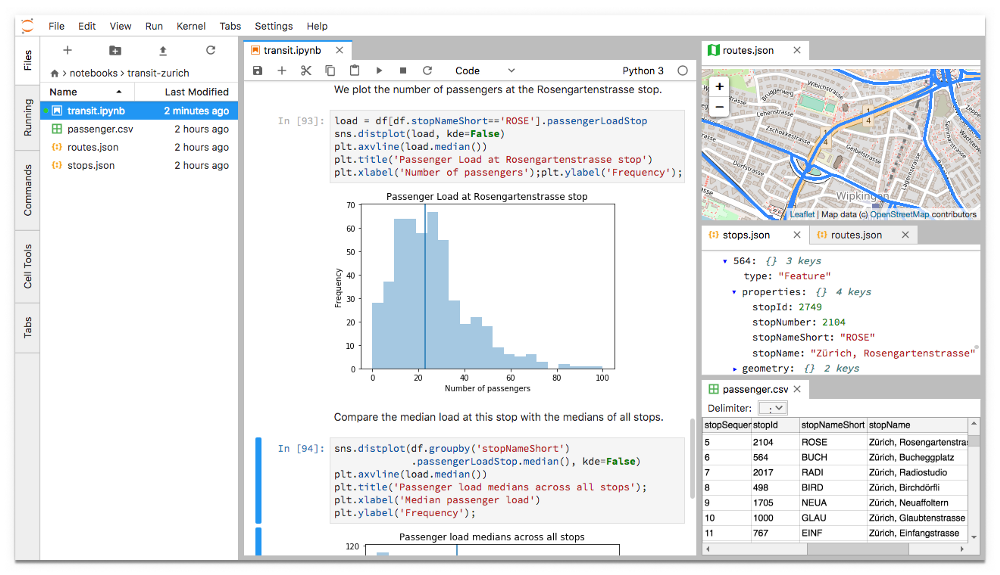 File Edit View Run Kernel Tabs Settings Help
Files
Running
Commands
Cell Tools
Tabs
notebooks › transit-zurich
Name Last Modified
transit.ipynb 2 minutes ago
passenger.csv 2 hours ago
routes.json 2 hours ago
stops.json 2 hours ago
transit.ipynb
Code Python 3
We plot the number of passengers at the Rosengartenstrasse stop.
In [93]: load = df[df.stopNameShort=='ROSE'].passengerLoadStop
sns.distplot(load, kde=False)
plt.axvline(load.median())
plt.title('Passenger Load at Rosengartenstrasse stop')
plt.xlabel('Number of passengers');plt.ylabel('Frequency');
Passenger Load at Rosengartenstrasse stop
70
60
50
40
30
20
10
0
Frequency
0 20 40 60 80 100
Number of passengers
Compare the median load at this stop with the medians of all stops.
In [94]: sns.distplot(df.groupby('stopNameShort')
.passengerLoadStop.median(), kde=False)
plt.axvline(load.median())
plt.title('Passenger load medians across all stops');
plt.xlabel('Median passenger load')
plt.ylabel('Frequency');
Passenger load medians across all stops
120
routes.json
+
−
Wipkingen
Leaflet | Map data (c) OpenStreetMap contributors
stops.json routes.json
564: {} 3 keys
type: "Feature"
properties: {} 4 keys
stopId: 2749
stopNumber: 2104
stopNameShort: "ROSE"
stopName: "Zürich, Rosengartenstrasse"
geometry: {} 2 keys
passenger.csv
Delimiter: ;
stopSequer stopId stopNameShort stopName
5 2104 ROSE Zürich, Rosengartenstras
6 564 BUCH Zürich, Bucheggplatz
7 2017 RADI Zürich, Radiostudio
8 498 BIRD Zürich, Birchdörfli
9 1705 NEUA Zürich, Neuaffoltern
10 1000 GLAU Zürich, Glaubtenstrasse
11 767 EINF Zürich, Einfangstrasse